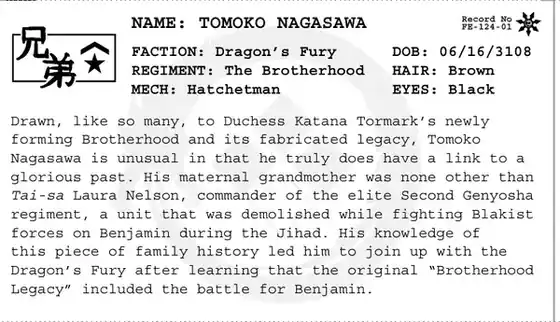 兄弟
NAME: TOMOKO NAGASAWA
Record No
FE-124-01
FACTION: Dragon’s Fury
DOB: 06/16/3108
REGIMENT: The Brotherhood
HAIR: Brown
MECH: Hatchetman
EYES: Black
Drawn, like so many, to Duchess Katana Tormark’s newly
forming Brotherhood and its fabricated legacy, Tomoko
Nagasawa is unusual in that he truly does have a link to a
glorious past. His maternal grandmother was none other than
Tai-sa Laura Nelson, commander of the elite Second Genyosha
regiment, a unit that was demolished while fighting Blakist
forces on Benjamin during the Jihad. His knowledge of
this piece of family history led him to join up with the
Dragon’s Fury after learning that the original “Brotherhood
Legacy” included the battle for Benjamin.